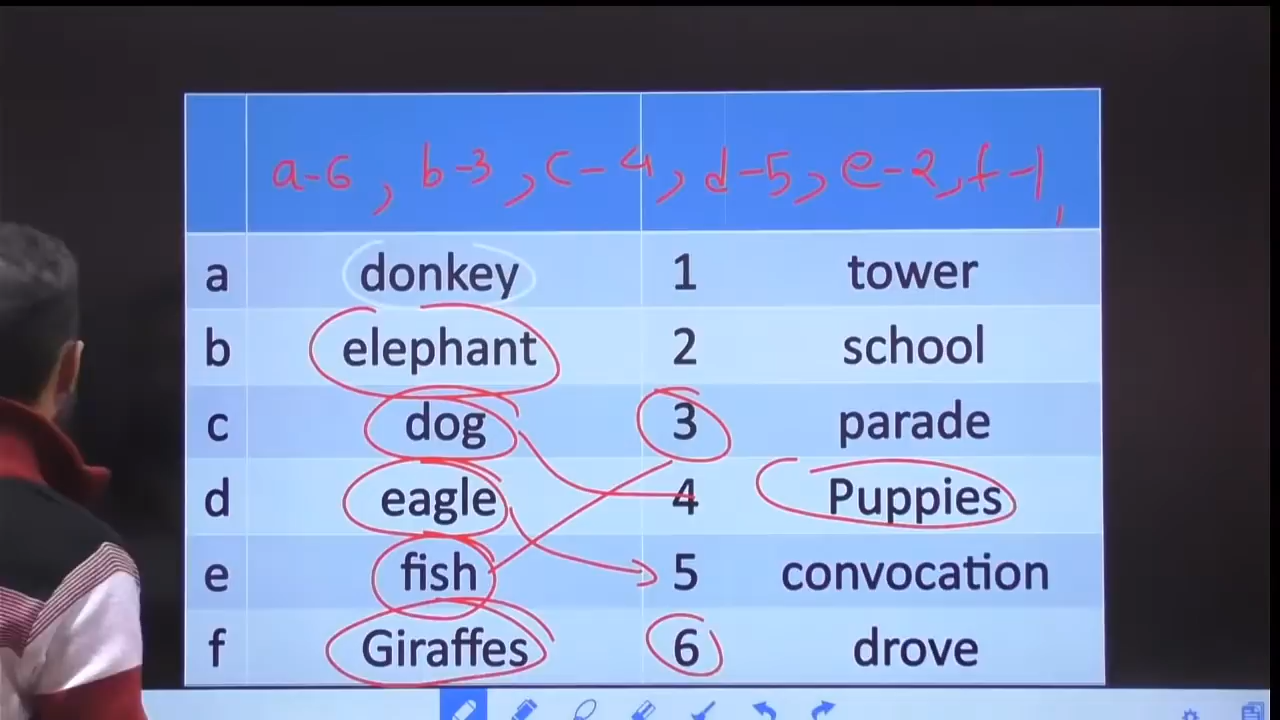 a-6, b-3, c-4, d-5, e-2, f-1,
a donkey 1 tower
b elephant 2 school
c dog 3 parade
d eagle 4 Puppies
e fish 5 convocation
f Giraffes 6 drove